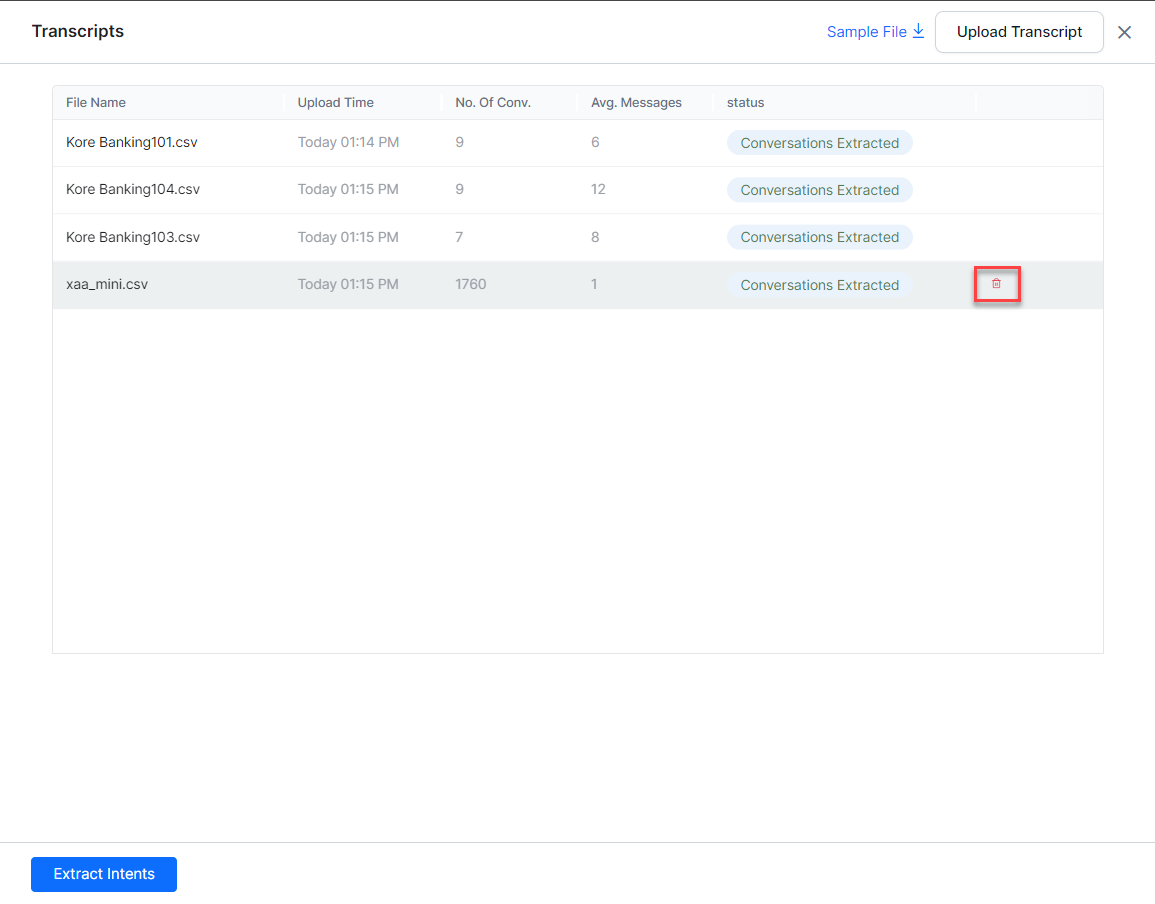 Transcripts
Sample File
Upload Transcript
File Name Upload Time No. Of Conv. Avg. Messages status
Kore Banking101.csv Today 01:14 PM 9 6 Conversations Extracted
Kore Banking104.csv Today 01:15 PM 9 12 Conversations Extracted
Kore Banking103.csv Today 01:15 PM 7 8 Conversations Extracted
xaa_mini.csv Today 01:15 PM 1760 1 Conversations Extracted
Extract Intents